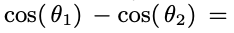 cos( θ₁) − cos( θ₂) =